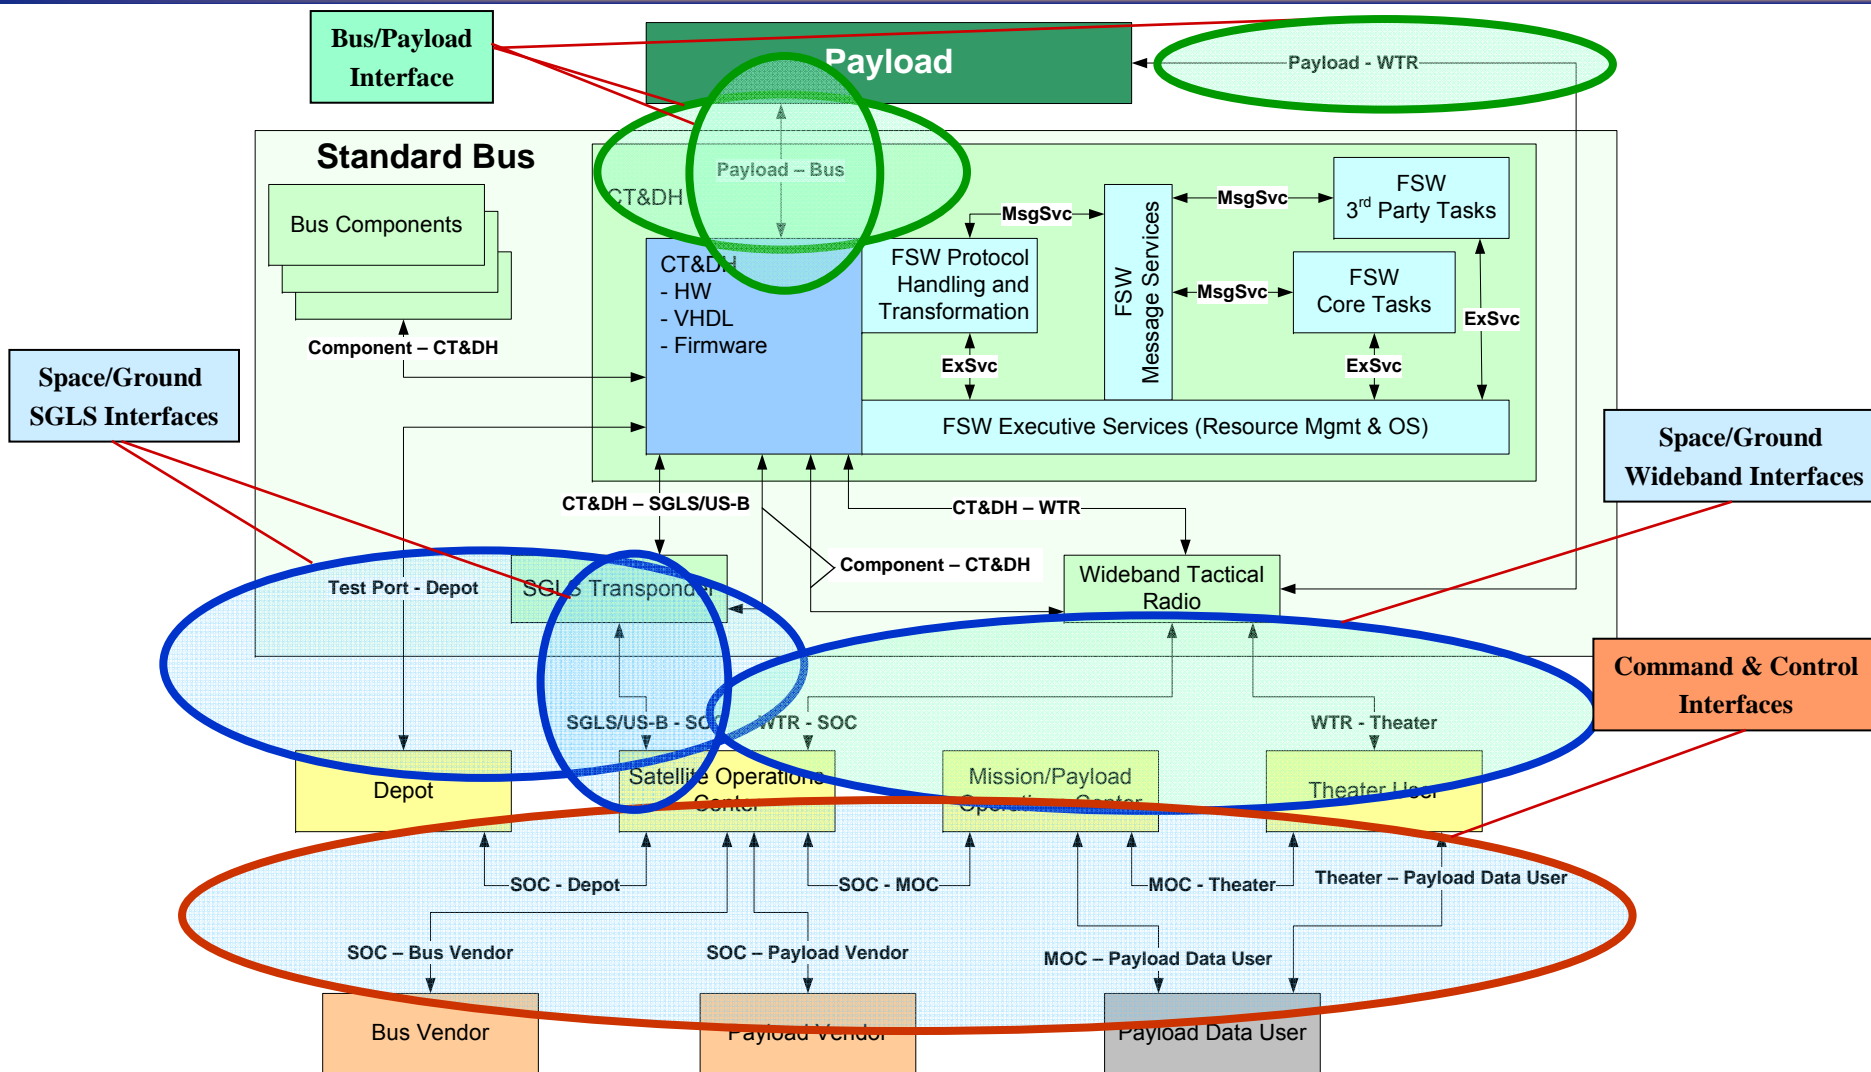 Bus/Payload
Interface
Payload
Payload - WTR
Standard Bus
Payload – Bus
CT&DH
Bus Components
FSW
3rd Party Tasks
MsgSvc
MsgSvc
FSW
Message Services
CT&DH
- HW
- VHDL
- Firmware
FSW Protocol
Handling and
Transformation
MsgSvc
FSW
Core Tasks
ExSvc
Component – CT&DH
ExSvc
ExSvc
Space/Ground
SGLS Interfaces
FSW Executive Services (Resource Mgmt & OS)
Space/Ground
Wideband Interfaces
CT&DH – SGLS/US-B
CT&DH – WTR
Component – CT&DH
Test Port - Depot
SGLS Transponder
Wideband Tactical
Radio
Command & Control
Interfaces
SGLS/US-B - SOC
WTR - SOC
WTR - Theater
Depot
Satellite Operations
Center
Mission/Payload
Operations Center
Theater User
SOC - Depot
SOC - MOC
MOC - Theater
Theater – Payload Data User
SOC – Bus Vendor
SOC – Payload Vendor
MOC – Payload Data User
Bus Vendor
Payload Vendor
Payload Data User